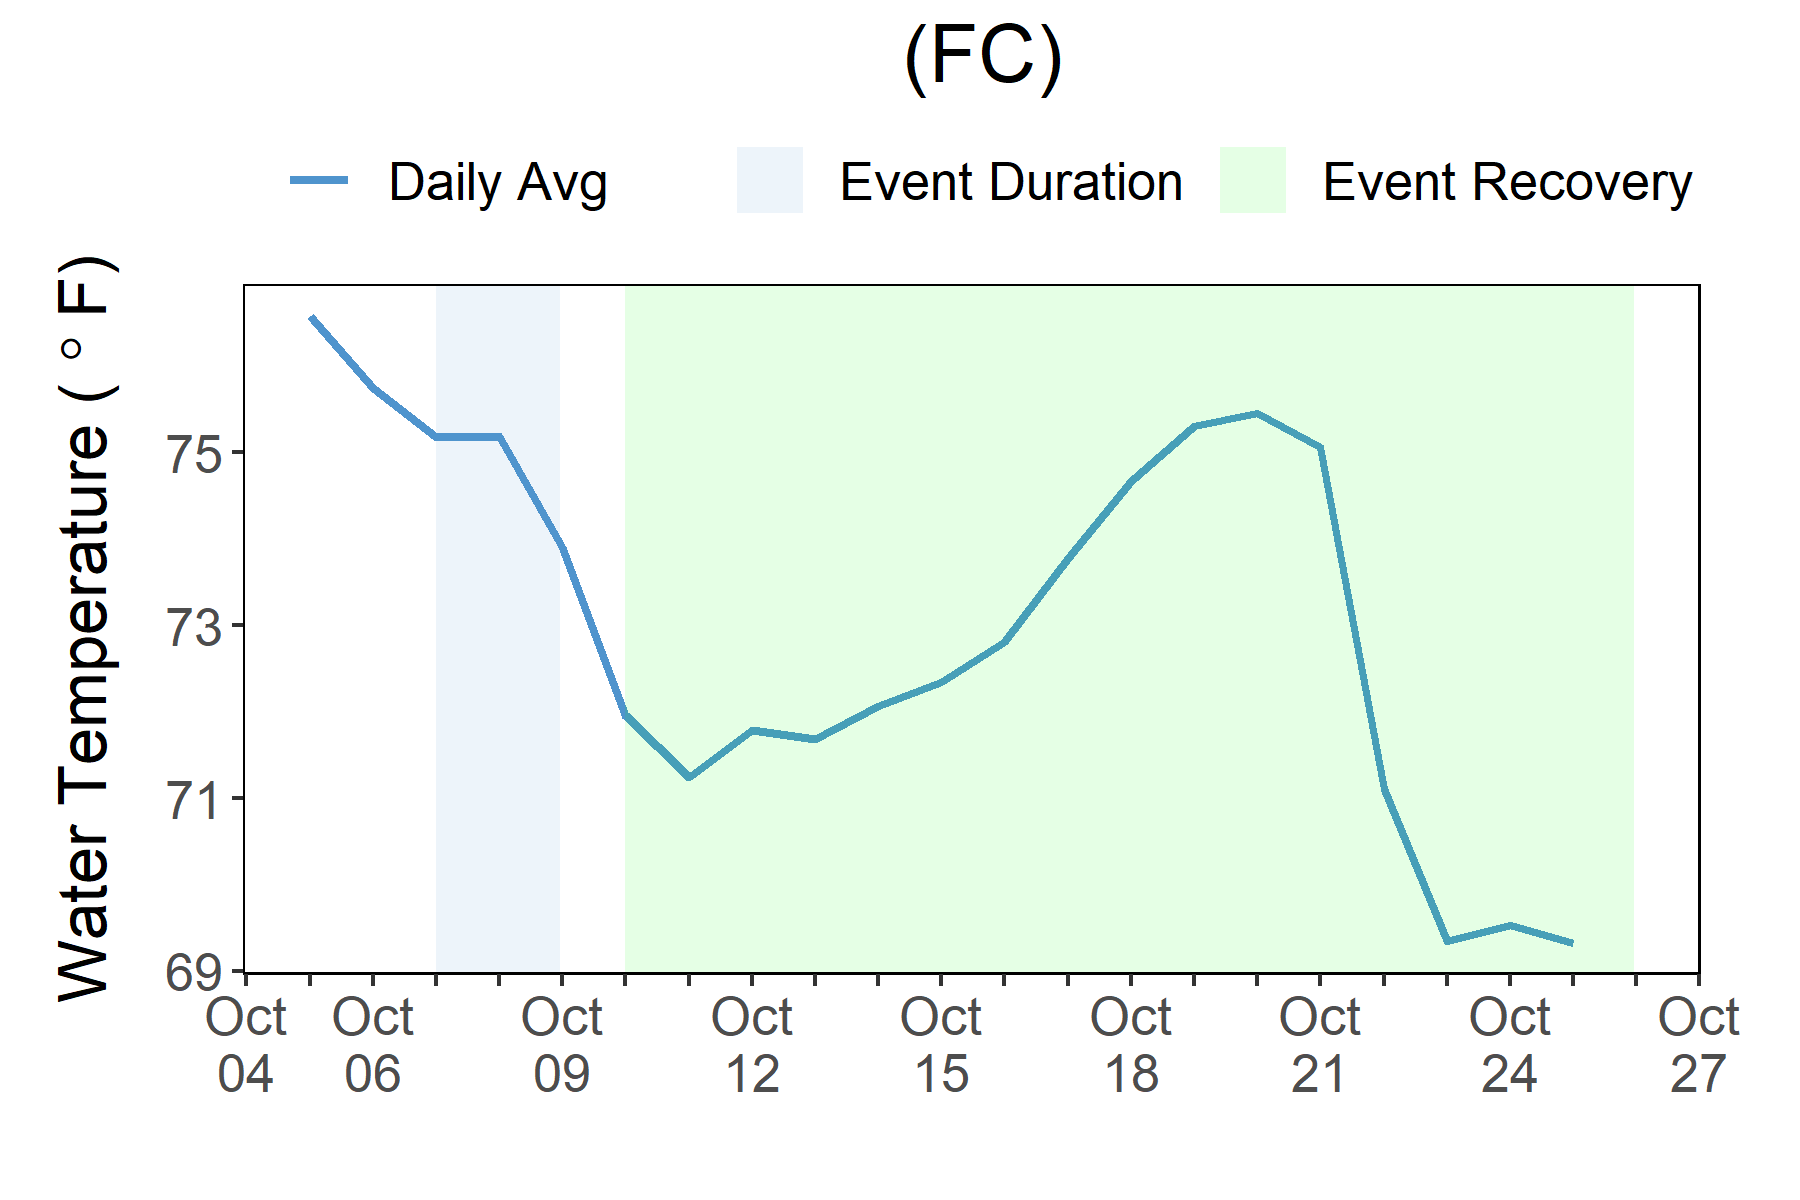 (FC)
Daily Avg
Event Duration
Event Recovery
Water Temperature ( ° F)
75
73
71
69
Oct 04
Oct 06
Oct 09
Oct 12
Oct 15
Oct 18
Oct 21
Oct 24
Oct 27